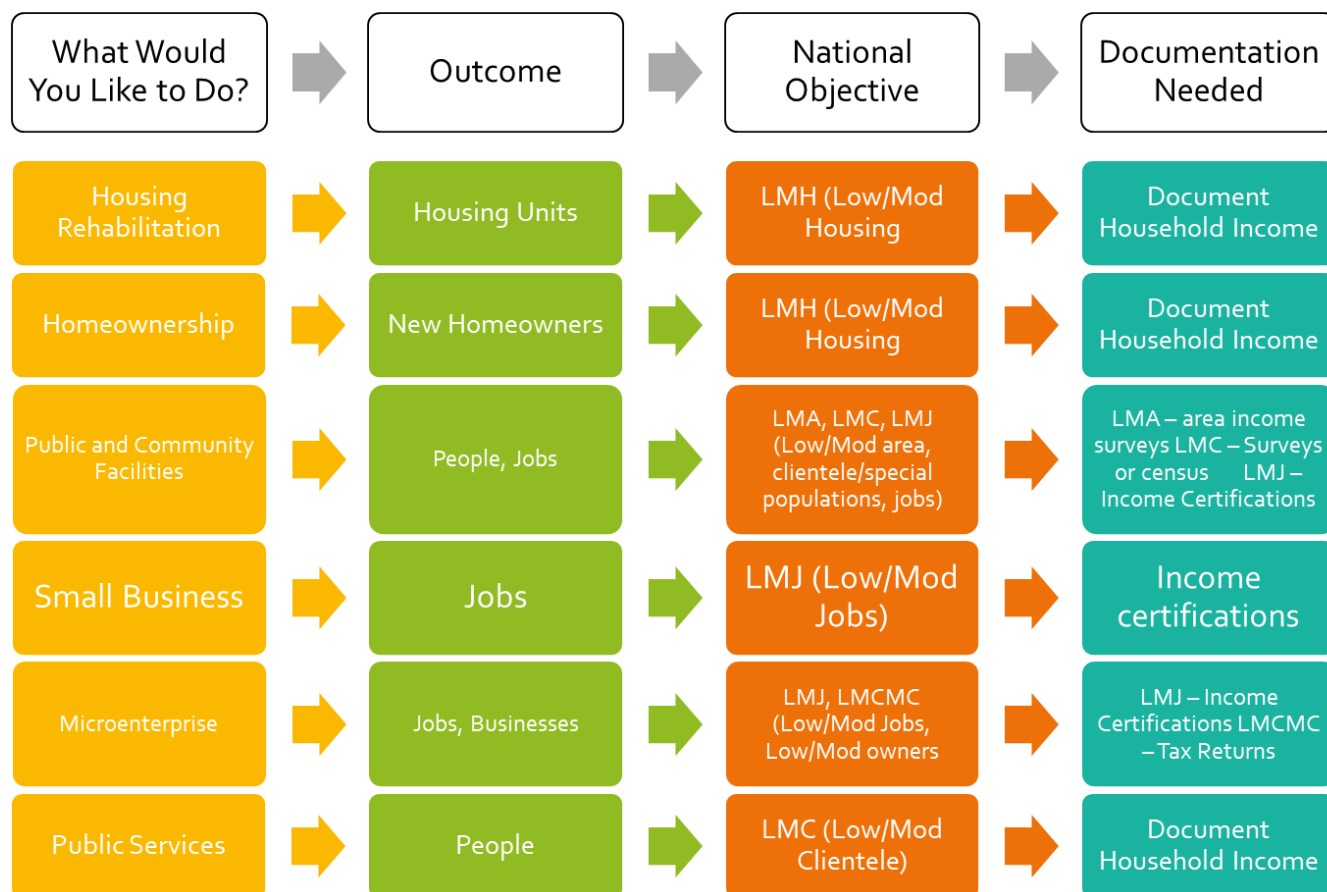 What Would
You Like to Do?
Outcome
National
Objective
Documentation
Needed
Housing
Rehabilitation
Housing Units
LMH (Low/Mod
Housing
Document
Household Income
Homeownership
New Homeowners
LMH (Low/Mod
Housing
Document
Household Income
Public and Community
Facilities
People, Jobs
LMA, LMC, LMJ
(Low/Mod area,
clientele/special
populations, jobs)
LMA – area income
surveys LMC – Surveys
or census LMJ –
Income Certifications
Small Business
Jobs
LMJ (Low/Mod
Jobs)
Income
certifications
Microenterprise
Jobs, Businesses
LMJ, LMCMC
(Low/Mod Jobs,
Low/Mod owners
LMJ – Income
Certifications LMCMC
– Tax Returns
Public Services
People
LMC (Low/Mod
Clientele)
Document
Household Income